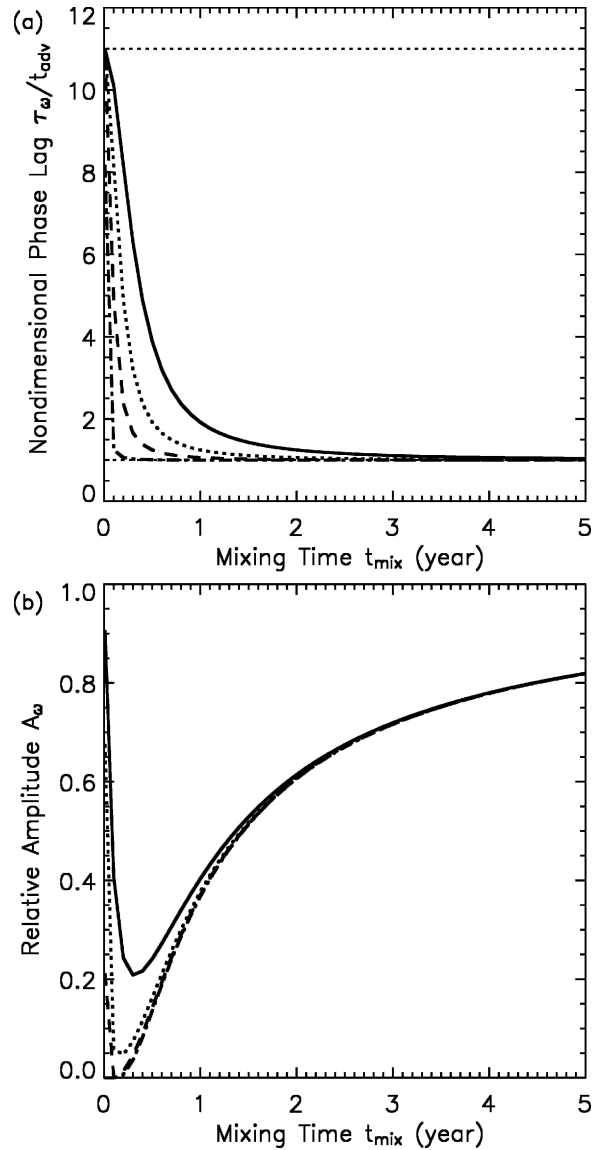 (a)
12
10
8
6
4
2
0
Nondimensional Phase Lag τω/tadv
0 1 2 3 4 5
Mixing Time tmix (year)
(b)
1.0
0.8
0.6
0.4
0.2
0.0
Relative Amplitude Aω
0 1 2 3 4 5
Mixing Time tmix (year)